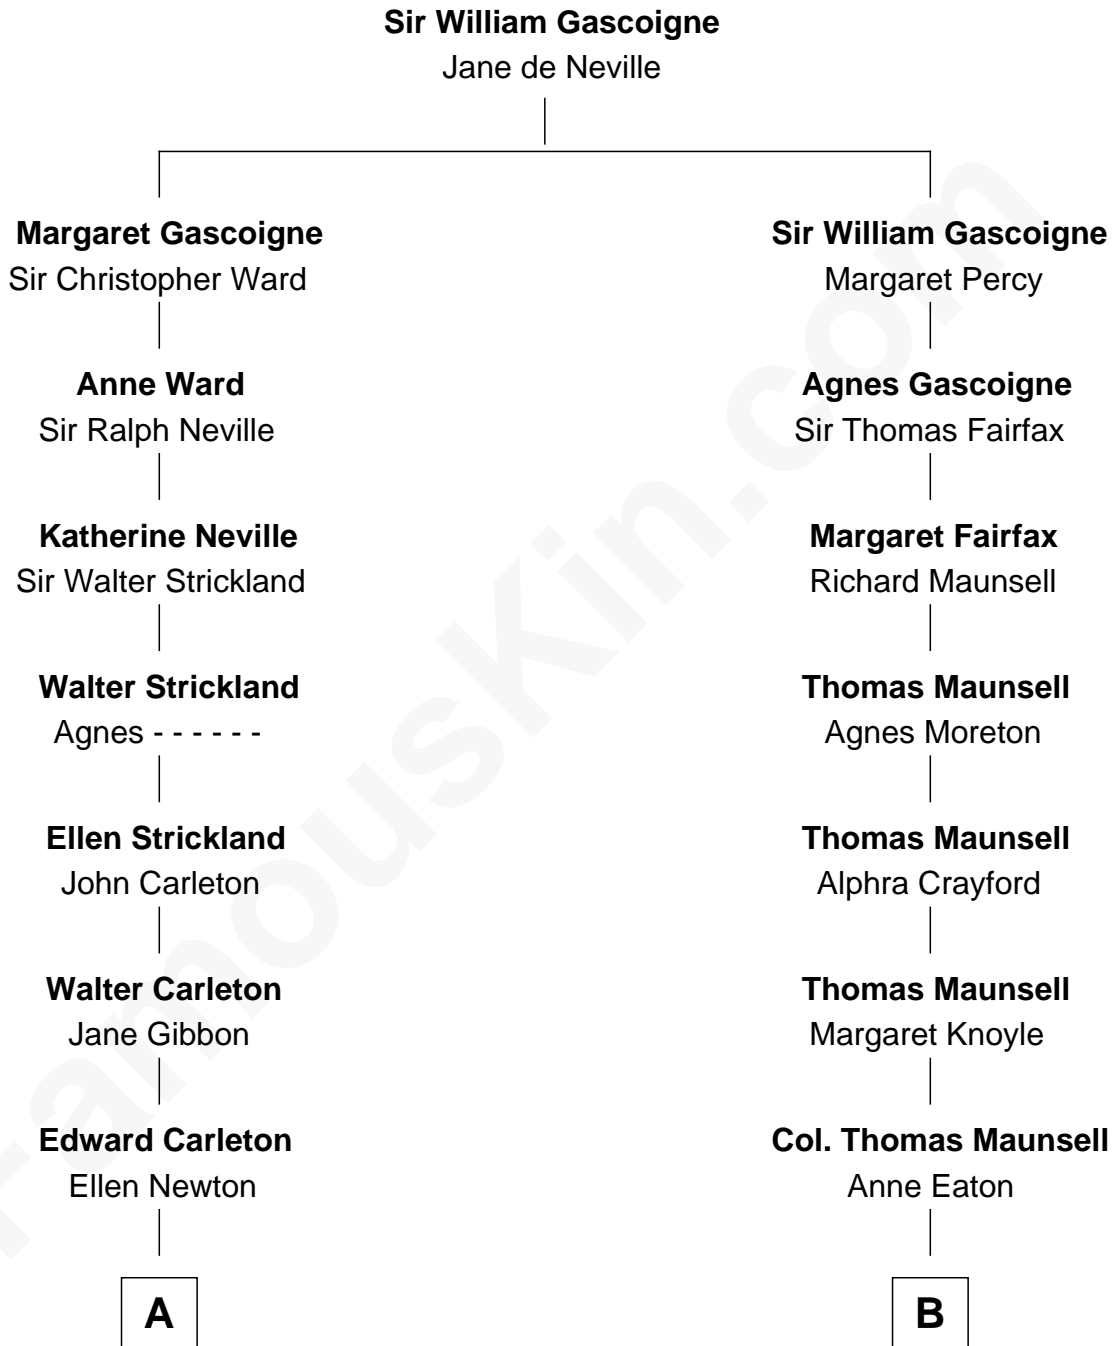 Sir William Gascoigne
Jane de Neville
Margaret Gascoigne
Sir Christopher Ward
Sir William Gascoigne
Margaret Percy
Anne Ward
Sir Ralph Neville
Agnes Gascoigne
Sir Thomas Fairfax
Katherine Neville
Sir Walter Strickland
Margaret Fairfax
Richard Maunsell
Walter Strickland
Agnes - - - - - -
Thomas Maunsell
Agnes Moreton
Ellen Strickland
John Carleton
Thomas Maunsell
Alphra Crayford
Walter Carleton
Jane Gibbon
Thomas Maunsell
Margaret Knoyle
Edward Carleton
Ellen Newton
Col. Thomas Maunsell
Anne Eaton
A
B
FamousKin.com